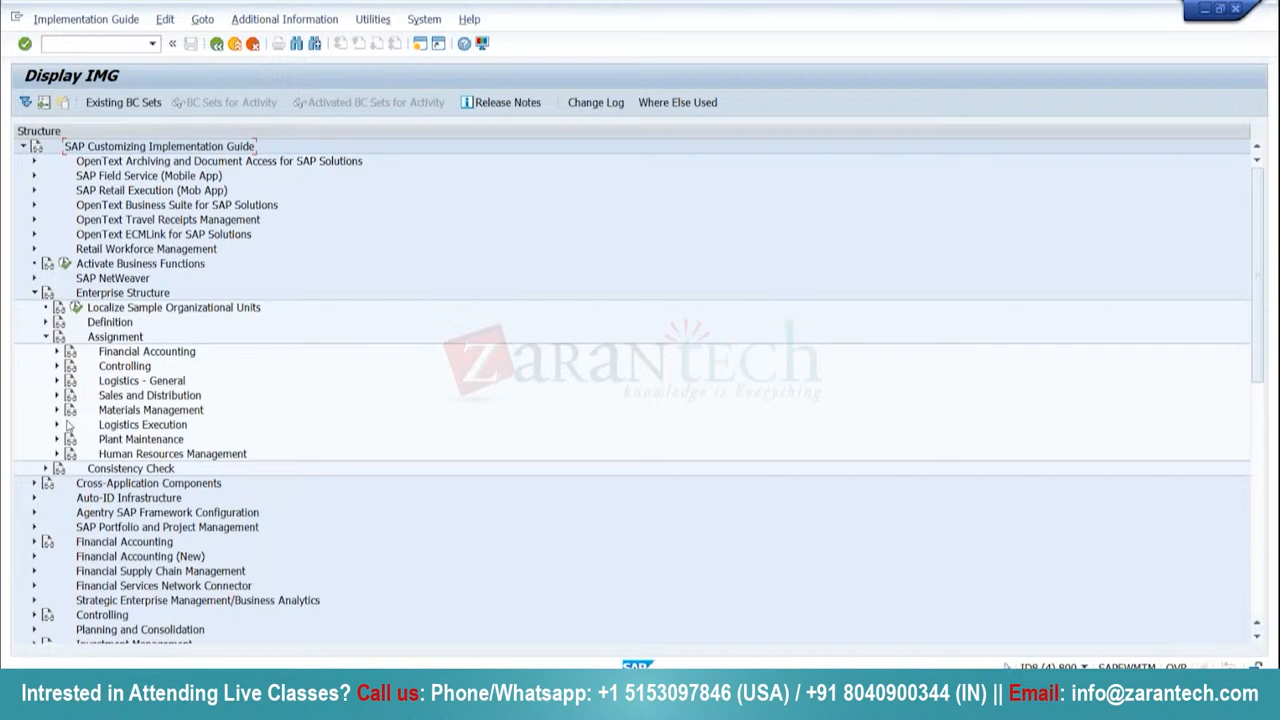 Implementation Guide Edit Goto Additional Information Utilities System Help
Display IMG
Existing BC Sets BC Sets for Activity Activated BC Sets for Activity Release Notes Change Log Where Else Used
Structure
SAP Customizing Implementation Guide
OpenText Archiving and Document Access for SAP Solutions
SAP Field Service (Mobile App)
SAP Retail Execution (Mob App)
OpenText Business Suite for SAP Solutions
OpenText Travel Receipts Management
OpenText ECMLink for SAP Solutions
Retail Workforce Management
Activate Business Functions
SAP NetWeaver
Enterprise Structure
Localize Sample Organizational Units
Definition
Assignment
Financial Accounting
Controlling
Logistics - General
Sales and Distribution
Materials Management
Logistics Execution
Plant Maintenance
Human Resources Management
ZARANTECH
knowledge is Everything
Consistency Check
Cross-Application Components
Auto-ID Infrastructure
Agentry SAP Framework Configuration
SAP Portfolio and Project Management
Financial Accounting
Financial Accounting (New)
Financial Supply Chain Management
Financial Services Network Connector
Strategic Enterprise Management/Business Analytics
Controlling
Planning and Consolidation
Investment Management
SAP ID8 (4) 800 SAPEWMTM OVR
Intrested in Attending Live Classes? Call us: Phone/Whatsapp: +1 5153097846 (USA) / +91 8040900344 (IN) || Email: info@zarantech.com